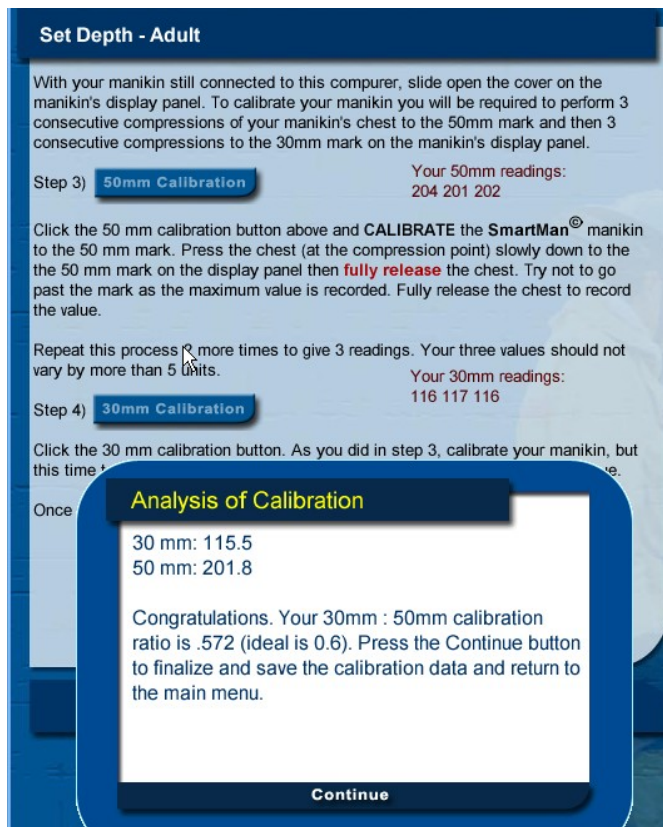 Set Depth - Adult
With your manikin still connected to this compurer, slide open the cover on the
manikin's display panel. To calibrate your manikin you will be required to perform 3
consecutive compressions of your manikin's chest to the 50mm mark and then 3
consecutive compressions to the 30mm mark on the manikin's display panel.
Step 3) 50mm Calibration
Your 50mm readings:
204 201 202
Click the 50 mm calibration button above and CALIBRATE the SmartMan© manikin
to the 50 mm mark. Press the chest (at the compression point) slowly down to the
the 50 mm mark on the display panel then fully release the chest. Try not to go
past the mark as the maximum value is recorded. Fully release the chest to record
the value.
Repeat this process more times to give 3 readings. Your three values should not
vary by more than 5 units.
Your 30mm readings:
116 117 116
Step 4) 30mm Calibration
Click the 30 mm calibration button. As you did in step 3, calibrate your manikin, but
this time
Once
Analysis of Calibration
30 mm: 115.5
50 mm: 201.8
Congratulations. Your 30mm : 50mm calibration
ratio is .572 (ideal is 0.6). Press the Continue button
to finalize and save the calibration data and return to
the main menu.
Continue